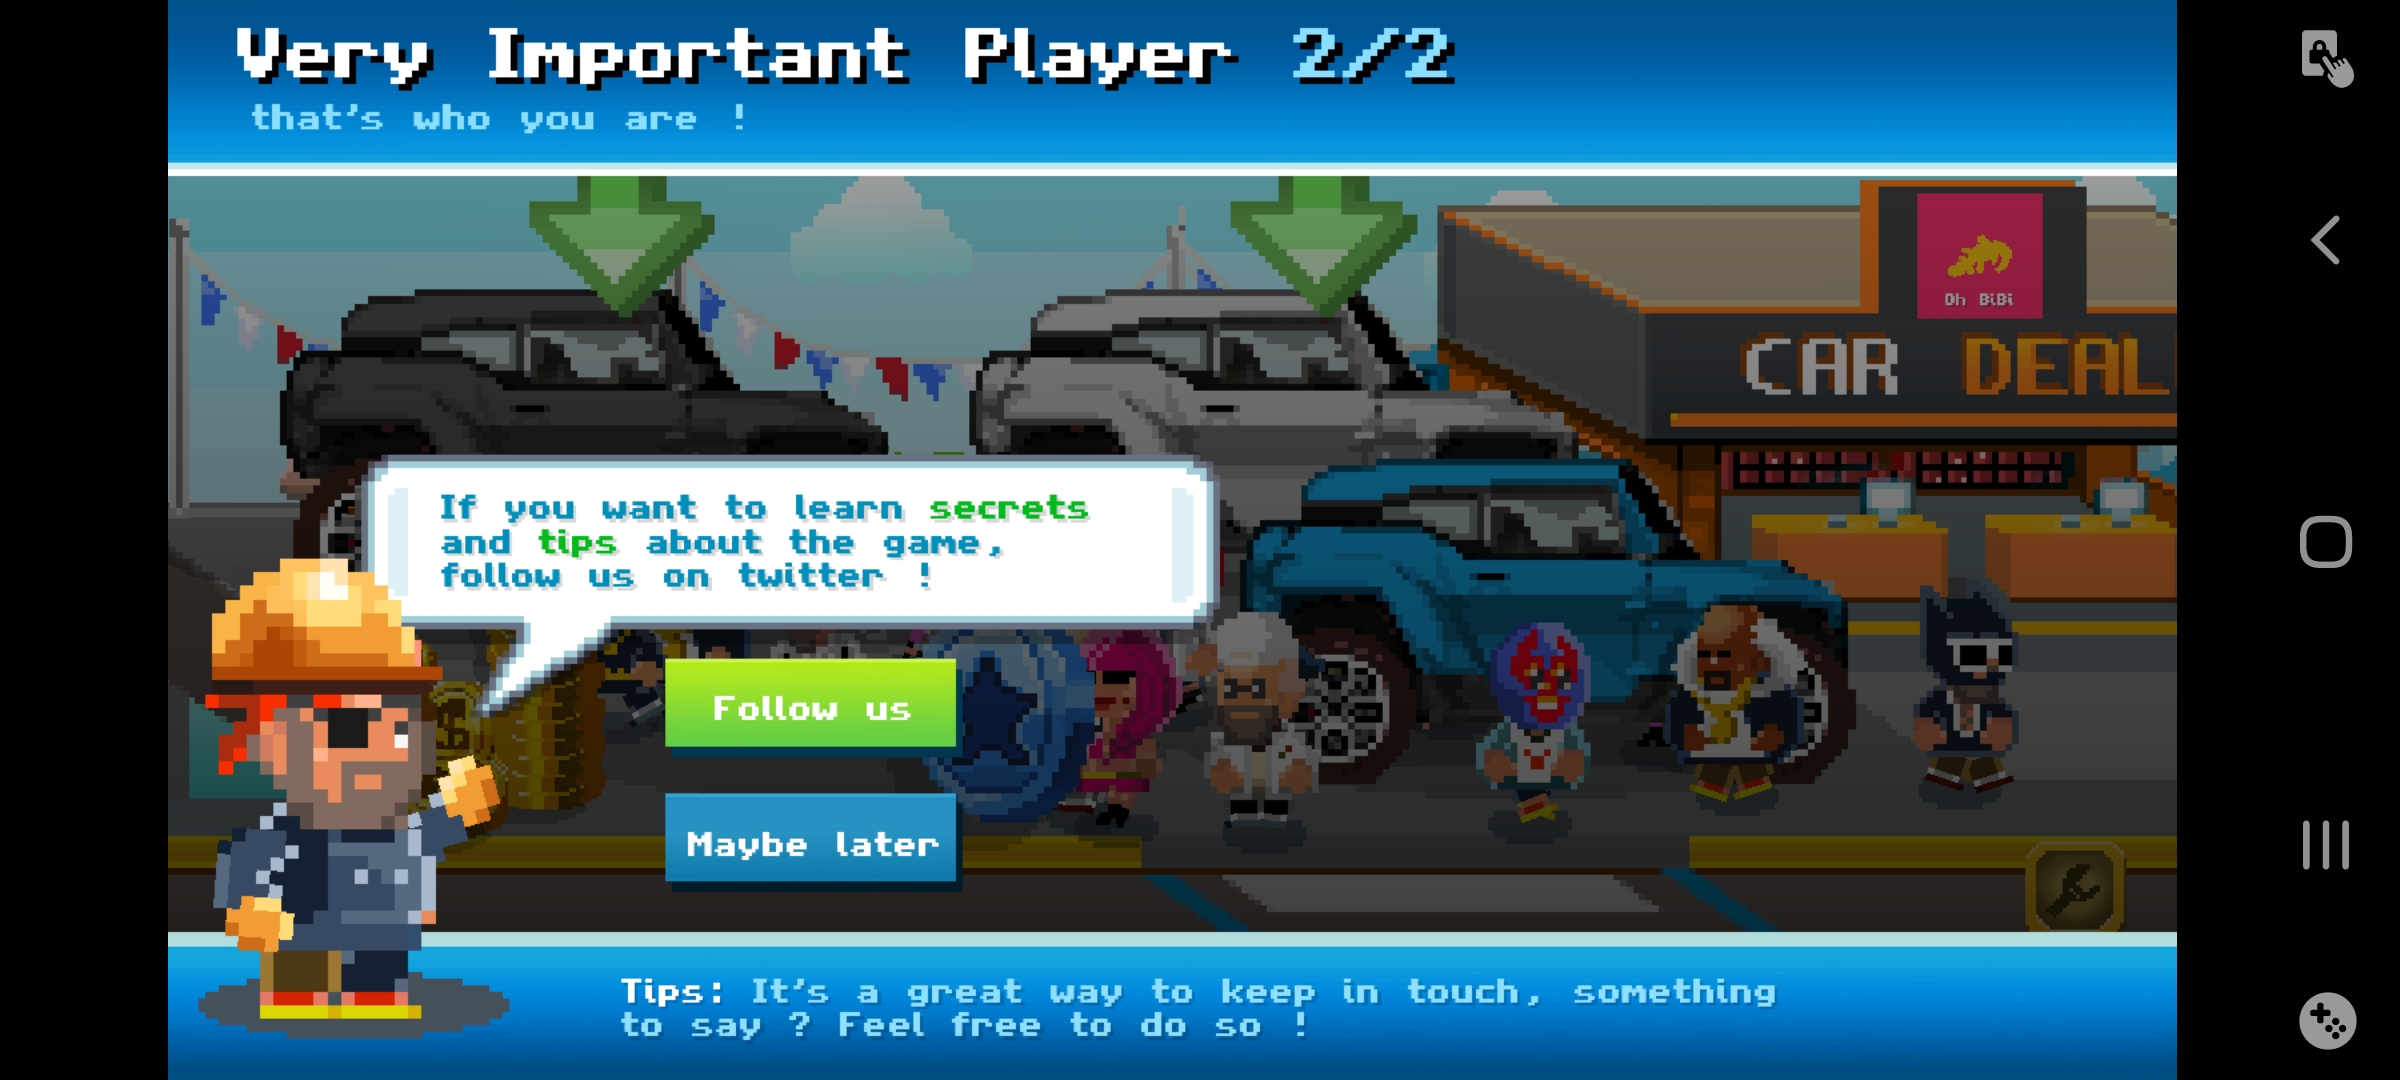 Very Important Player 2/2
that's who you are !
Oh BiBi
CAR DEAL
If you want to learn secrets
and tips about the game,
follow us on twitter !
Follow us
Maybe later
Tips: It's a great way to keep in touch, something
to say ? Feel free to do so !